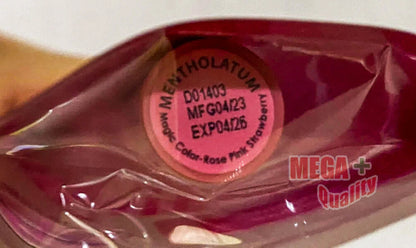 MENTHOLATUM
D01403
MFG04/23
EXP04/26
Magic Color-Rose Pink Strawberry
MEGA+
Quality